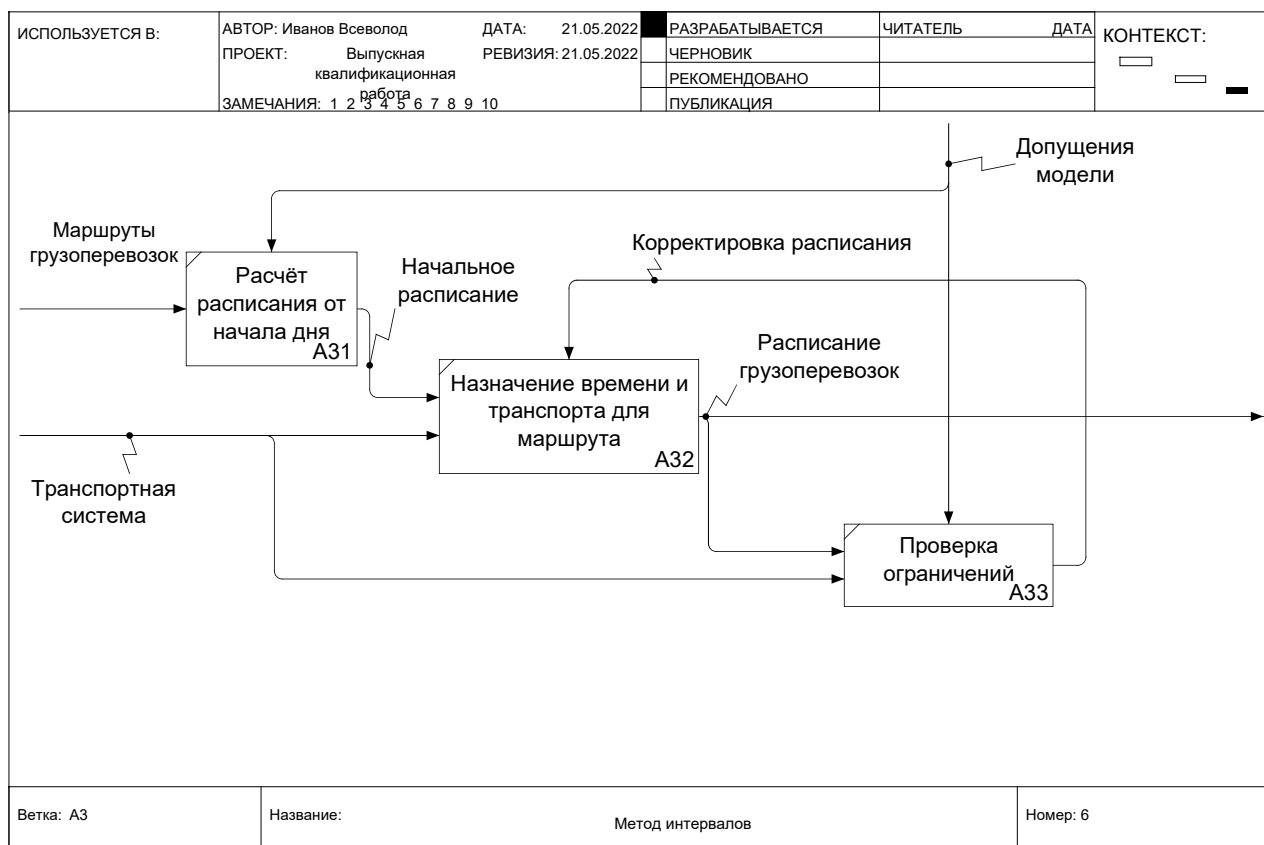 ИСПОЛЬЗУЕТСЯ В:
АВТОР: Иванов Всеволод
ДАТА: 21.05.2022
ПРОЕКТ: Выпускная
квалификационная
работа
РЕВИЗИЯ: 21.05.2022
ЗАМЕЧАНИЯ: 1 2 3 4 5 6 7 8 9 10
РАЗРАБАТЫВАЕТСЯ
ЧЕРНОВИК
РЕКОМЕНДОВАНО
ПУБЛИКАЦИЯ
ЧИТАТЕЛЬ
ДАТА
КОНТЕКСТ:
Допущения
модели
Маршруты
грузоперевозок
Расчёт
расписания от
начала дня
A31
Начальное
расписание
Корректировка расписания
Назначение времени и
транспорта для
маршрута
A32
Расписание
грузоперевозок
Транспортная
система
Проверка
ограничений
A33
Ветка: A3
Название:
Метод интервалов
Номер: 6